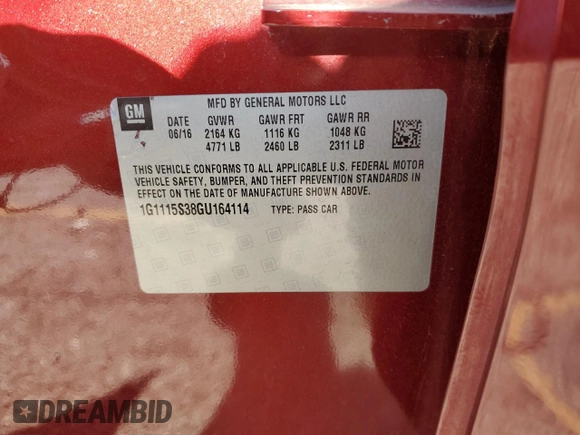 GM
MFD BY GENERAL MOTORS LLC
DATE GVWR GAWR FRT GAWR RR
06/16 2164 KG 1116 KG 1048 KG
4771 LB 2460 LB 2311 LB
THIS VEHICLE CONFORMS TO ALL APPLICABLE U.S. FEDERAL MOTOR
VEHICLE SAFETY, BUMPER, AND THEFT PREVENTION STANDARDS IN
EFFECT ON THE DATE OF MANUFACTURE SHOWN ABOVE.
1G1115S38GU164114 TYPE: PASS CAR
DREAMBID